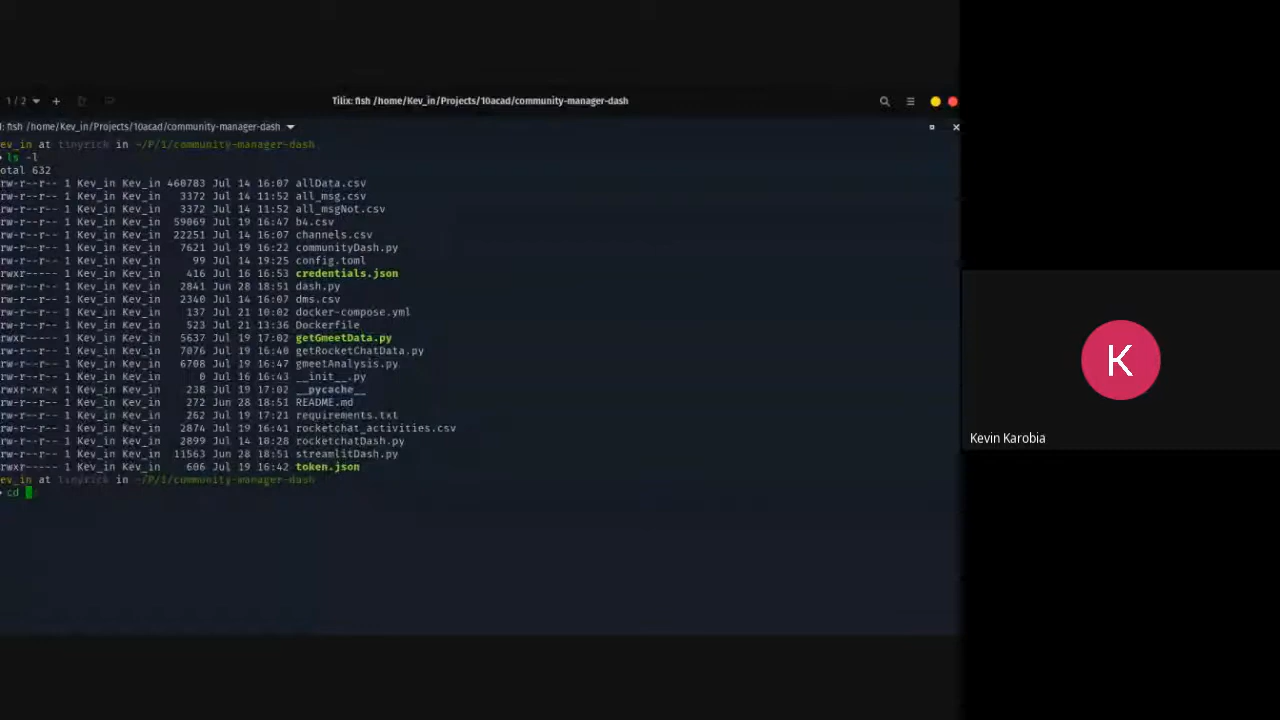 1 / 2
Tilix: fish /home/Kev_in/Projects/10acad/community-manager-dash
: fish /home/Kev_in/Projects/10acad/community-manager-dash
ev_in at tinyrick in ~/P/1/community-manager-dash
ls -l
otal 632
rw-r--r-- 1 Kev_in Kev_in 460783 Jul 14 16:07 allData.csv
rw-r--r-- 1 Kev_in Kev_in 3372 Jul 14 11:52 all_msg.csv
rw-r--r-- 1 Kev_in Kev_in 3372 Jul 14 11:52 all_msgNot.csv
rw-r--r-- 1 Kev_in Kev_in 59069 Jul 19 16:47 b4.csv
rw-r--r-- 1 Kev_in Kev_in 22251 Jul 14 16:07 channels.csv
rw-r--r-- 1 Kev_in Kev_in 7621 Jul 19 16:22 communityDash.py
rw-r--r-- 1 Kev_in Kev_in 99 Jul 14 19:25 config.toml
rwxr----- 1 Kev_in Kev_in 416 Jul 16 16:53 credentials.json
rw-r--r-- 1 Kev_in Kev_in 2841 Jun 28 18:51 dash.py
rw-r--r-- 1 Kev_in Kev_in 2340 Jul 14 16:07 dms.csv
rw-r--r-- 1 Kev_in Kev_in 137 Jul 21 10:02 docker-compose.yml
rw-r--r-- 1 Kev_in Kev_in 523 Jul 21 13:36 Dockerfile
rwxr----- 1 Kev_in Kev_in 5637 Jul 19 17:02 getGmeetData.py
rw-r--r-- 1 Kev_in Kev_in 7076 Jul 19 16:40 getRocketChatData.py
rw-r--r-- 1 Kev_in Kev_in 6708 Jul 19 16:47 gmeetAnalysis.py
rw-r--r-- 1 Kev_in Kev_in 0 Jul 16 16:43 __init__.py
rwxr-xr-x 1 Kev_in Kev_in 238 Jul 19 17:02 __pycache__
rw-r--r-- 1 Kev_in Kev_in 272 Jun 28 18:51 README.md
rw-r--r-- 1 Kev_in Kev_in 262 Jul 19 17:21 requirements.txt
rw-r--r-- 1 Kev_in Kev_in 2874 Jul 19 16:41 rocketchat_activities.csv
rw-r--r-- 1 Kev_in Kev_in 2899 Jul 14 10:28 rocketchatDash.py
rw-r--r-- 1 Kev_in Kev_in 11563 Jun 28 18:51 streamlitDash.py
rwxr----- 1 Kev_in Kev_in 606 Jul 19 16:42 token.json
ev_in at tinyrick in ~/P/1/community-manager-dash
cd
K
Kevin Karobia